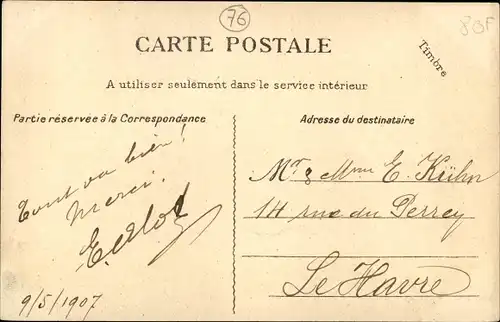 76
80F
CARTE POSTALE
Timbre
A utiliser seulement dans le service intérieur
Partie réservée à la Correspondance
Adresse du destinataire
Tout va bien!
Merci.
9/5/1907
Mr & Mme E. Kühn
14 rue du Perrey
Le Havre